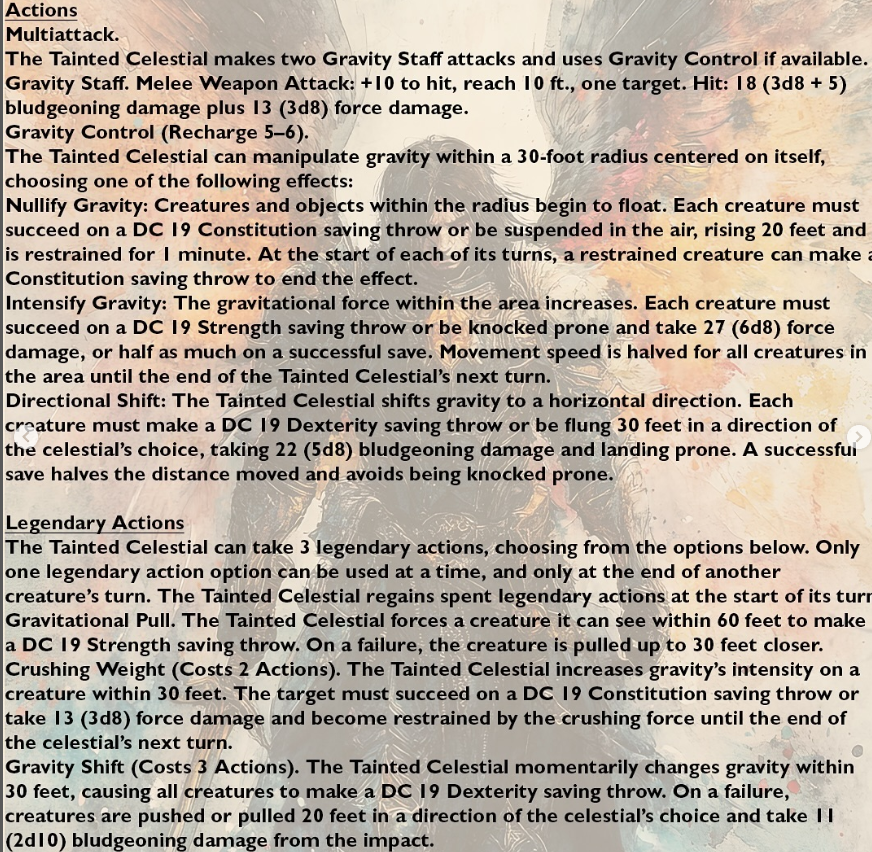 Actions
Multiattack.
The Tainted Celestial makes two Gravity Staff attacks and uses Gravity Control if available.
Gravity Staff. Melee Weapon Attack: +10 to hit, reach 10 ft., one target. Hit: 18 (3d8 + 5)
bludgeoning damage plus 13 (3d8) force damage.
Gravity Control (Recharge 5–6).
The Tainted Celestial can manipulate gravity within a 30-foot radius centered on itself,
choosing one of the following effects:
Nullify Gravity: Creatures and objects within the radius begin to float. Each creature must
succeed on a DC 19 Constitution saving throw or be suspended in the air, rising 20 feet and
is restrained for 1 minute. At the start of each of its turns, a restrained creature can make a
Constitution saving throw to end the effect.
Intensify Gravity: The gravitational force within the area increases. Each creature must
succeed on a DC 19 Strength saving throw or be knocked prone and take 27 (6d8) force
damage, or half as much on a successful save. Movement speed is halved for all creatures in
the area until the end of the Tainted Celestial's next turn.
Directional Shift: The Tainted Celestial shifts gravity to a horizontal direction. Each
creature must make a DC 19 Dexterity saving throw or be flung 30 feet in a direction of
the celestial's choice, taking 22 (5d8) bludgeoning damage and landing prone. A successful
save halves the distance moved and avoids being knocked prone.
Legendary Actions
The Tainted Celestial can take 3 legendary actions, choosing from the options below. Only
one legendary action option can be used at a time, and only at the end of another
creature's turn. The Tainted Celestial regains spent legendary actions at the start of its turn
Gravitational Pull. The Tainted Celestial forces a creature it can see within 60 feet to make
a DC 19 Strength saving throw. On a failure, the creature is pulled up to 30 feet closer.
Crushing Weight (Costs 2 Actions). The Tainted Celestial increases gravity's intensity on a
creature within 30 feet. The target must succeed on a DC 19 Constitution saving throw or
take 13 (3d8) force damage and become restrained by the crushing force until the end of
the celestial's next turn.
Gravity Shift (Costs 3 Actions). The Tainted Celestial momentarily changes gravity within
30 feet, causing all creatures to make a DC 19 Dexterity saving throw. On a failure,
creatures are pushed or pulled 20 feet in a direction of the celestial's choice and take 11
(2d10) bludgeoning damage from the impact.